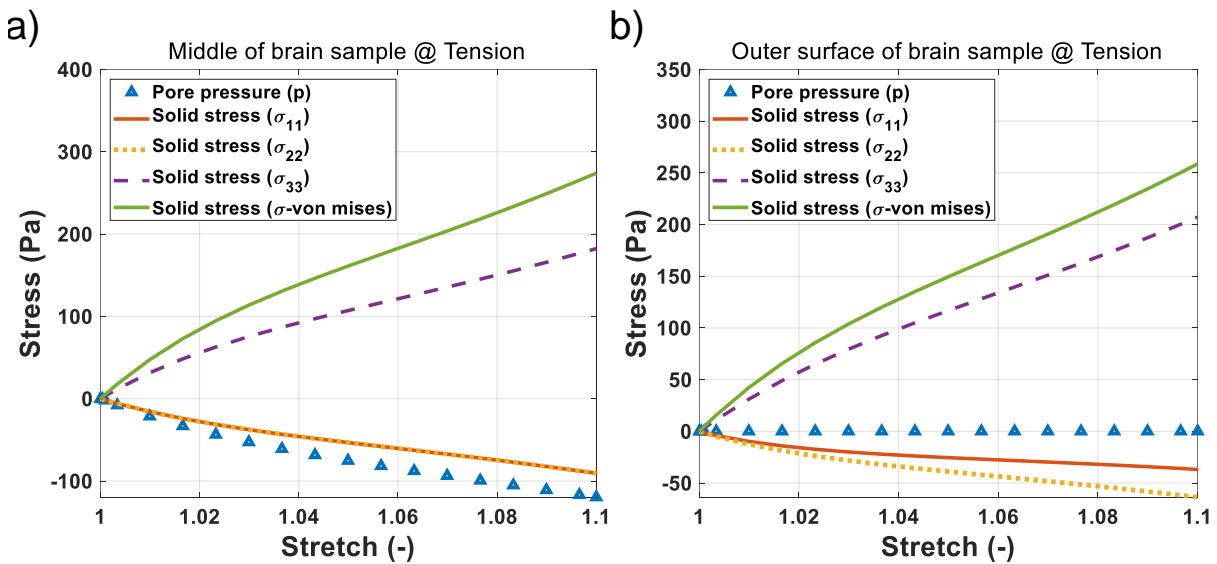 a)
Middle of brain sample @ Tension
400
300
200
100
0
-100
Stress (Pa)
Pore pressure (p)
Solid stress (σ11)
Solid stress (σ22)
Solid stress (σ33)
Solid stress (σ-von mises)
1
1.02
1.04
1.06
1.08
1.1
Stretch (-)
b)
Outer surface of brain sample @ Tension
350
300
250
200
150
100
50
0
-50
Stress (Pa)
Pore pressure (p)
Solid stress (σ11)
Solid stress (σ22)
Solid stress (σ33)
Solid stress (σ-von mises)
1
1.02
1.04
1.06
1.08
1.1
Stretch (-)